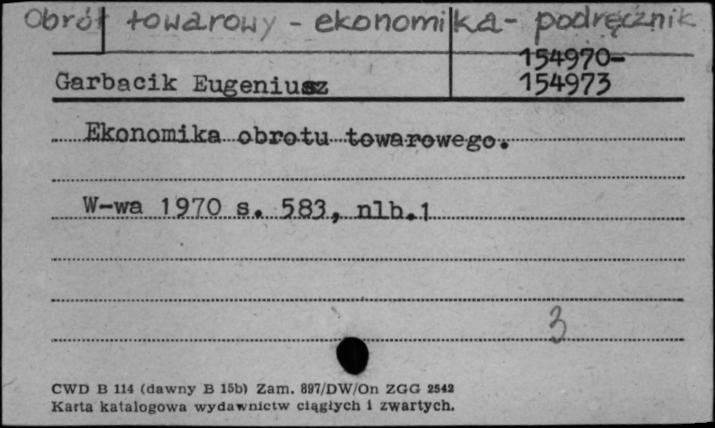 Obrót towarowy - ekonomika - podręcznik
154970-
Garbacik Eugeniusz 154973
Ekonomika obrotu towarowego.
W-wa 1970 s. 583, nlb.1
3
CWD B 114 (dawny B 15b) Zam. 897/DW/On ZGG 2542
Karta katalogowa wydawnictw ciągłych i zwartych.